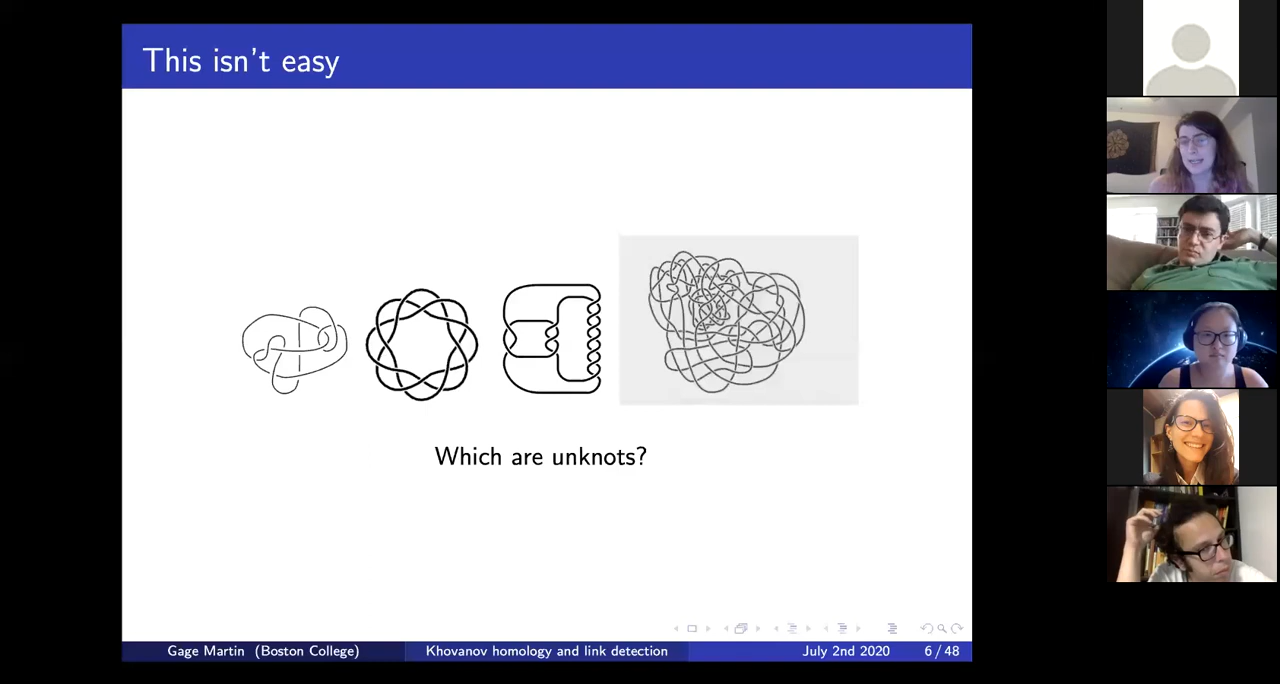 This isn't easy
Which are unknots?
Gage Martin (Boston College)
Khovanov homology and link detection
July 2nd 2020
6 / 48